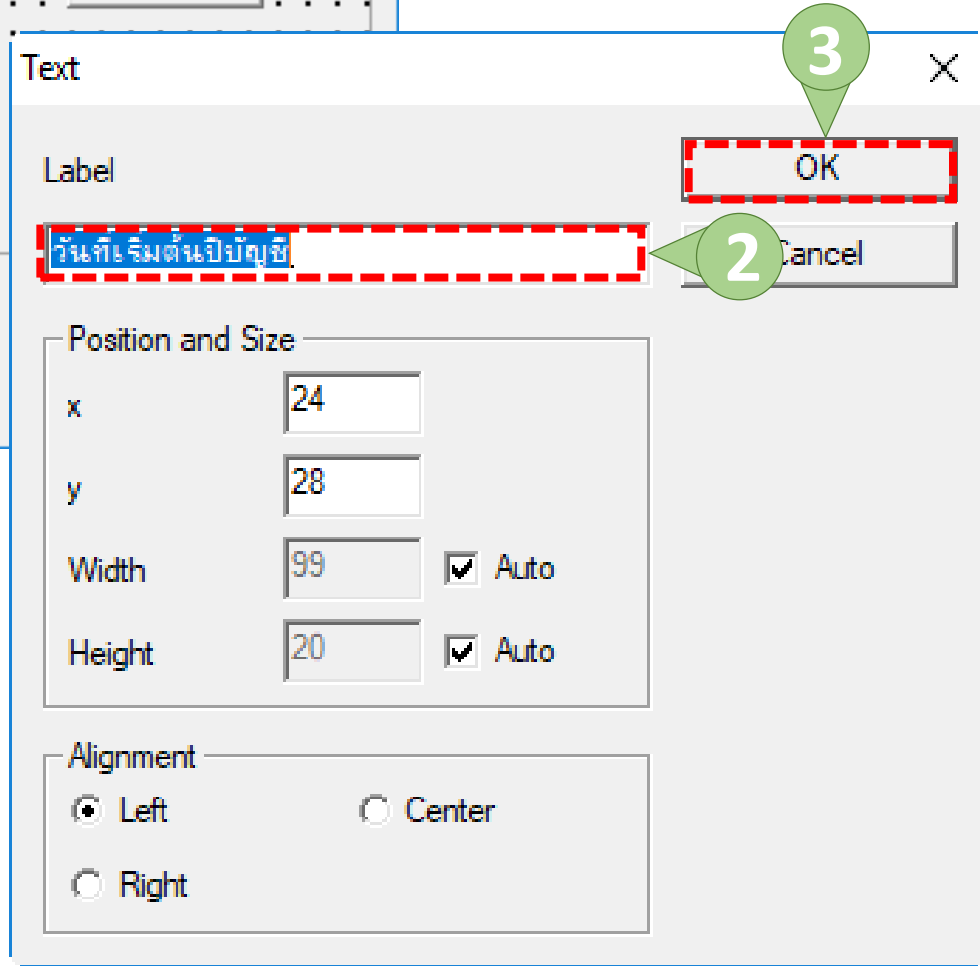 3
Text
Label
OK
วันที่เริ่มต้นปีบัญชี
2
Cancel
Position and Size
x
24
y
28
Width
99
Auto
Height
20
Auto
Alignment
Left
Center
Right